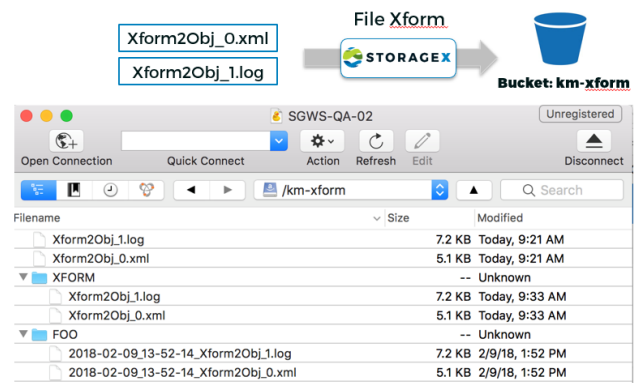 File Xform
Xform2Obj_0.xml
STORAGEX
Xform2Obj_1.log
Bucket: km-xform
SGWS-QA-02
Unregistered
Open Connection
Quick Connect
Action
Refresh
Edit
Disconnect
/km-xform
Search
Filename Size Modified
Xform2Obj_1.log 7.2 KB Today, 9:21 AM
Xform2Obj_0.xml 5.1 KB Today, 9:21 AM
XFORM -- Unknown
Xform2Obj_1.log 7.2 KB Today, 9:33 AM
Xform2Obj_0.xml 5.1 KB Today, 9:33 AM
FOO -- Unknown
2018-02-09_13-52-14_Xform2Obj_1.log 7.2 KB 2/9/18, 1:52 PM
2018-02-09_13-52-14_Xform2Obj_0.xml 5.1 KB 2/9/18, 1:52 PM